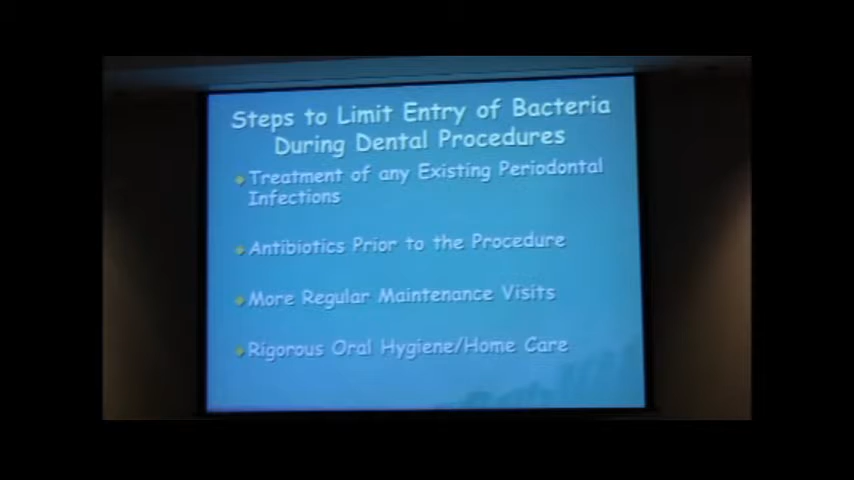 Steps to Limit Entry of Bacteria
During Dental Procedures
Treatment of any Existing Periodontal
Infections
Antibiotics Prior to the Procedure
More Regular Maintenance Visits
Rigorous Oral Hygiene/Home Care